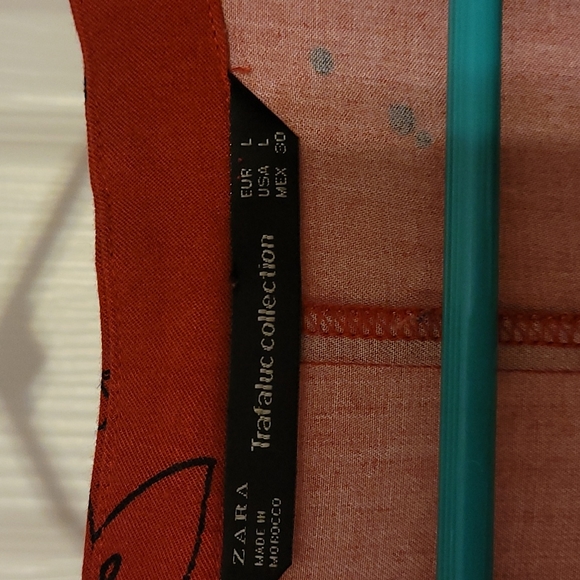 ZARA
MADE IN
MOROCCO
Trafaluc collection
EUR L
USA L
MEX 30